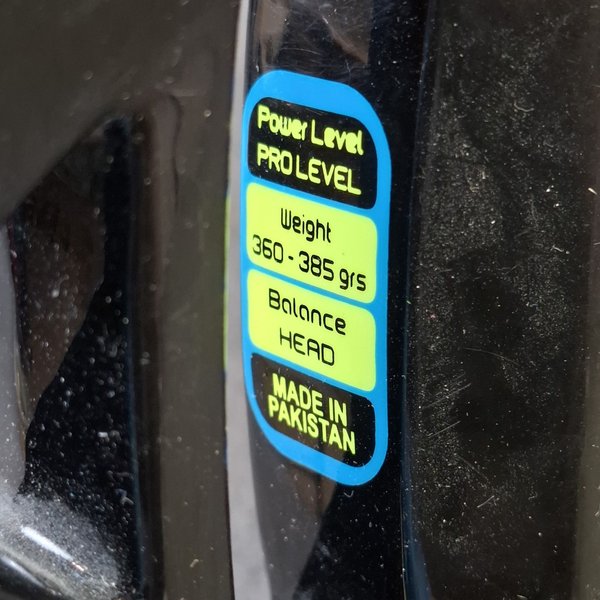 Power Level
PRO LEVEL
Weight
360 - 385 grs
Balance
HEAD
MADE IN
PAKISTAN